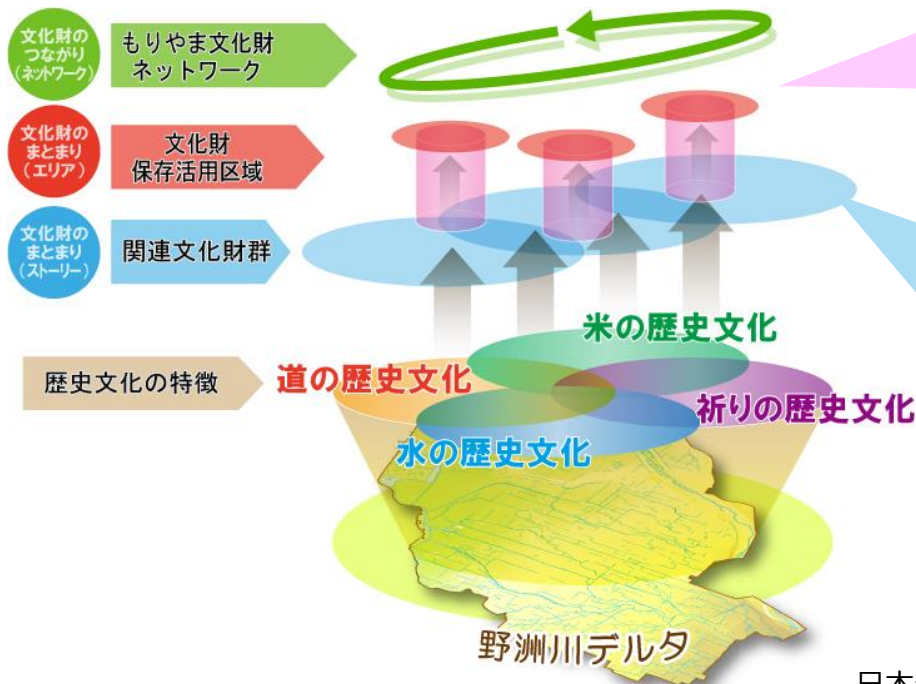 文化財の
つながり
(ネットワーク)
もりやま文化財
ネットワーク
文化財の
まとまり
(エリア)
文化財
保存活用区域
文化財の
まとまり
(ストーリー)
関連文化財群
歴史文化の特徴
米の歴史文化
道の歴史文化
祈りの歴史文化
水の歴史文化
野洲川デルタ
日本